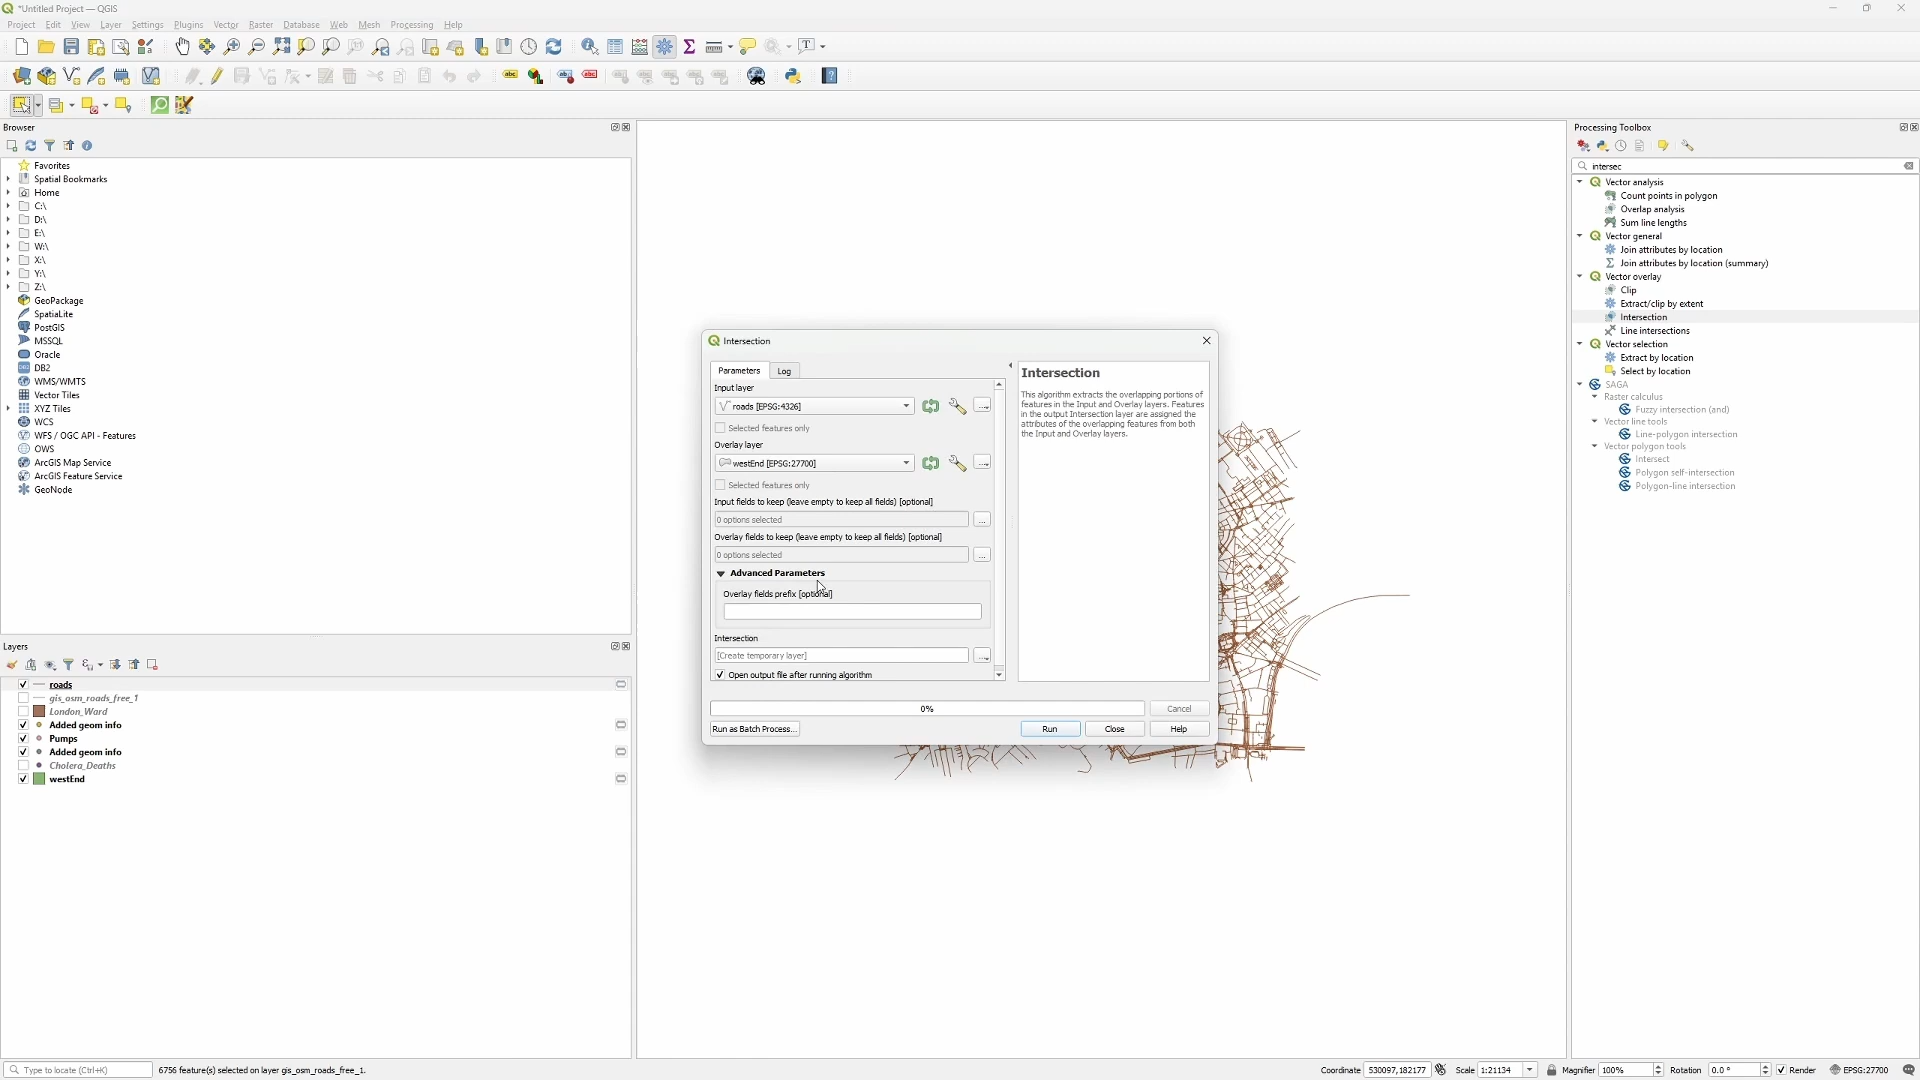 *Untitled Project — QGIS
Project Edit View Layer Settings Plugins Vector Raster Database Web Mesh Processing Help
Browser
Favorites
Spatial Bookmarks
Home
C:\
D:\
E:\
W:\
X:\
Y:\
Z:\
GeoPackage
SpatiaLite
PostGIS
MSSQL
Oracle
DB2
WMS/WMTS
Vector Tiles
XYZ Tiles
WCS
WFS / OGC API - Features
OWS
ArcGIS Map Service
ArcGIS Feature Service
GeoNode
Layers
roads
gis_osm_roads_free_1
London_Ward
Added geom info
Pumps
Added geom info
Cholera_Deaths
westEnd
Intersection
Parameters Log
Input layer
roads [EPSG:4326]
Selected features only
Overlay layer
westEnd [EPSG:27700]
Selected features only
Input fields to keep (leave empty to keep all fields) [optional]
0 options selected
Overlay fields to keep (leave empty to keep all fields) [optional]
0 options selected
Advanced Parameters
Overlay fields prefix [optional]
Intersection
[Create temporary layer]
Open output file after running algorithm
Intersection
This algorithm extracts the overlapping portions of
features in the Input and Overlay layers. Features
in the output Intersection layer are assigned the
attributes of the overlapping features from both
the Input and Overlay layers.
0% Cancel
Run as Batch Process... Run Close Help
Processing Toolbox
intersec
Vector analysis
Count points in polygon
Overlap analysis
Sum line lengths
Vector general
Join attributes by location
Join attributes by location (summary)
Vector overlay
Clip
Extract/clip by extent
Intersection
Line intersections
Vector selection
Extract by location
Select by location
SAGA
Raster calculus
Fuzzy intersection (and)
Vector line tools
Line-polygon intersection
Vector polygon tools
Intersect
Polygon self-intersection
Polygon-line intersection
Type to locate (Ctrl+K) 6756 feature(s) selected on layer gis_osm_roads_free_1. Coordinate 530097,182177 Scale 1:21134 Magnifier 100% Rotation 0.0 ° Render EPSG:27700